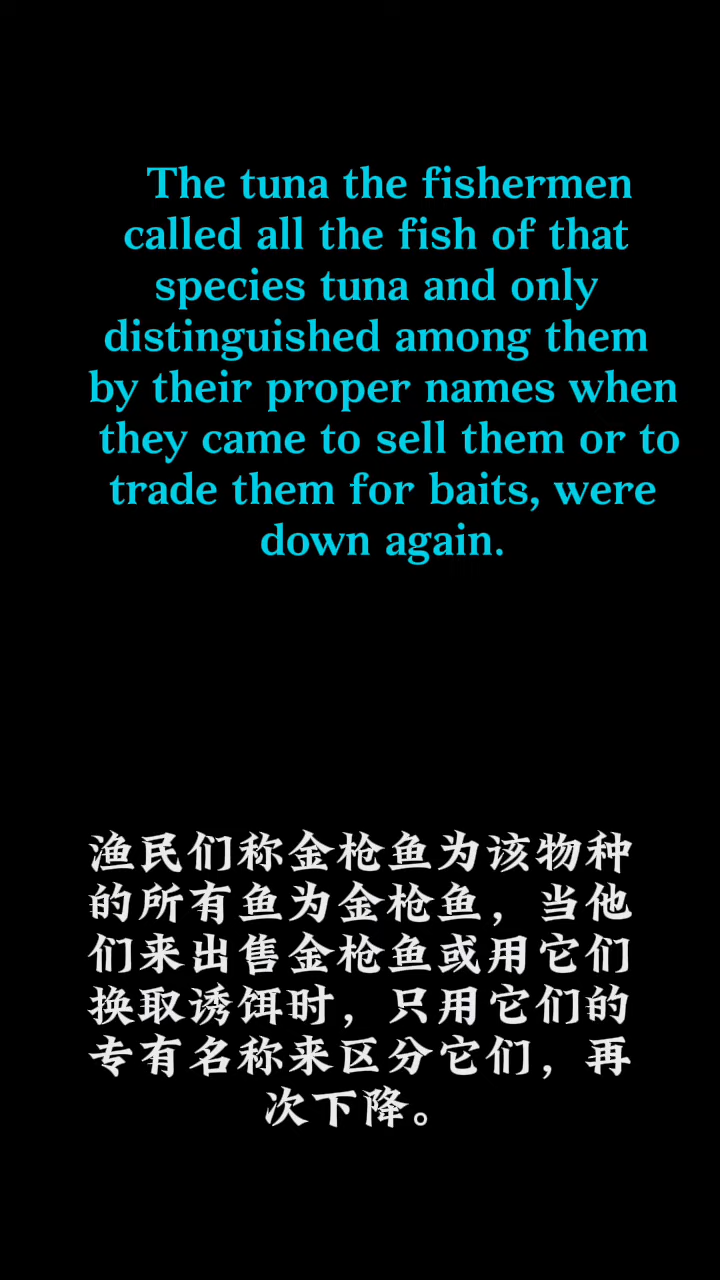 The tuna the fishermen
called all the fish of that
species tuna and only
distinguished among them
by their proper names when
they came to sell them or to
trade them for baits, were
down again.
渔民们称金枪鱼为该物种
的所有鱼为金枪鱼，当他
们来出售金枪鱼或用它们
换取诱饵时，只用它们的
专有名称来区分它们，再
次下降。